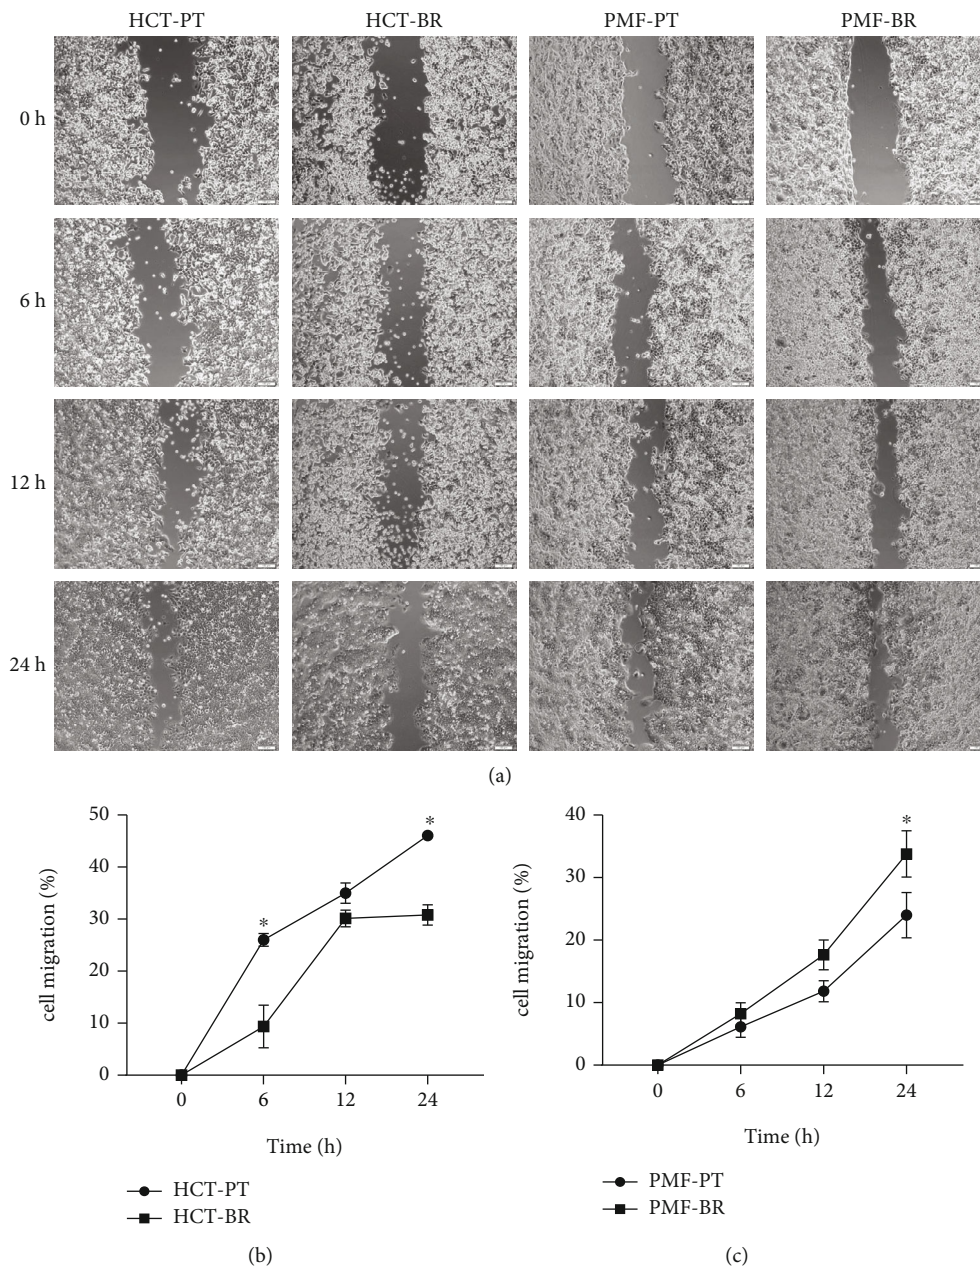 HCT-PT HCT-BR PMF-PT PMF-BR
0 h
6 h
12 h
24 h
(a)
50
40
30
20
10
0
cell migration (%)
*
*
0 6 12 24
Time (h)
HCT-PT
HCT-BR
(b)
40
30
20
10
0
cell migration (%)
*
0 6 12 24
Time (h)
PMF-PT
PMF-BR
(c)